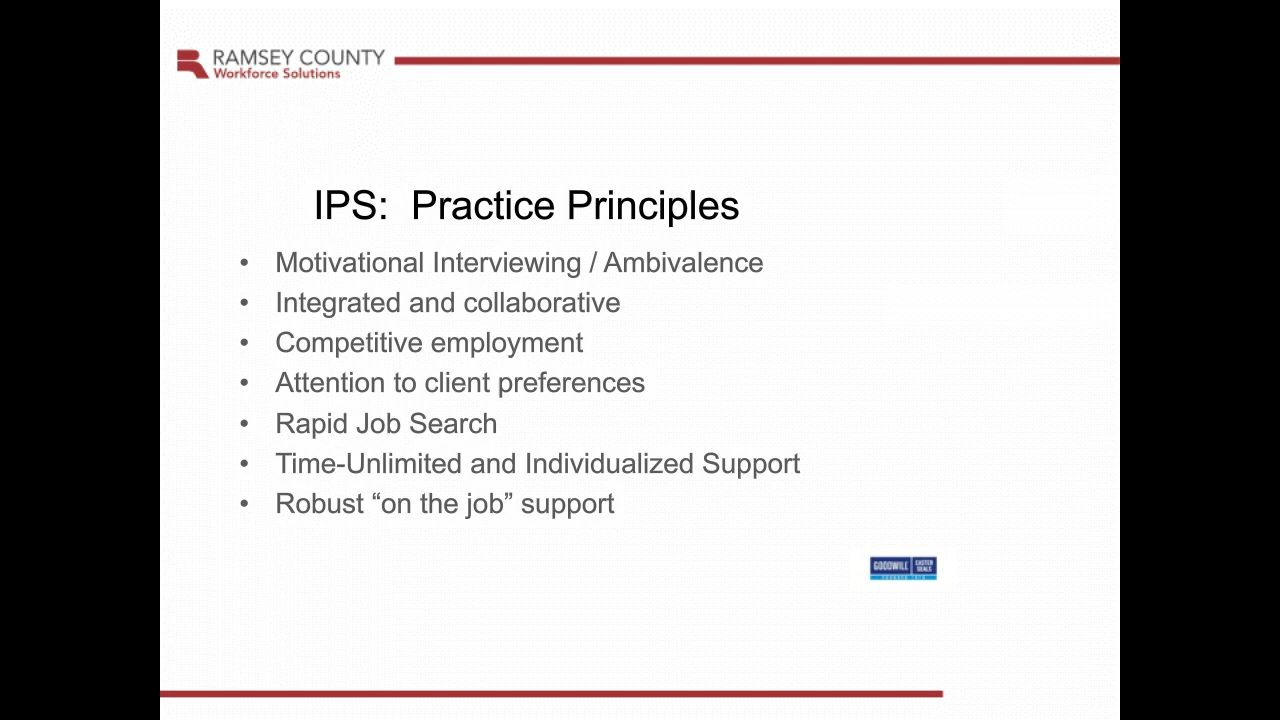 RAMSEY COUNTY
Workforce Solutions
IPS: Practice Principles
• Motivational Interviewing / Ambivalence
• Integrated and collaborative
• Competitive employment
• Attention to client preferences
• Rapid Job Search
• Time-Unlimited and Individualized Support
• Robust “on the job” support
GOODWILL EASTER SEALS